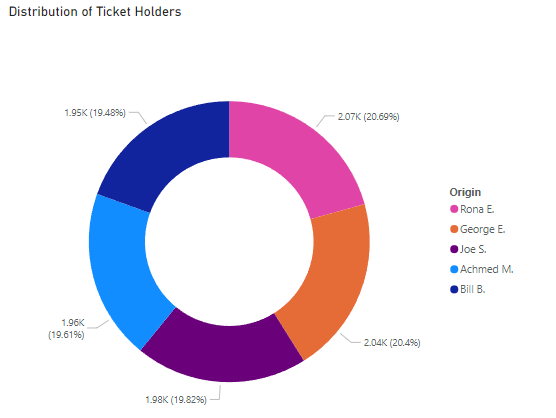 Distribution of Ticket Holders
1.95K (19.48%)
2.07K (20.69%)
Origin
Rona E.
George E.
Joe S.
Achmed M.
Bill B.
1.96K
(19.61%)
2.04K (20.4%)
1.98K (19.82%)